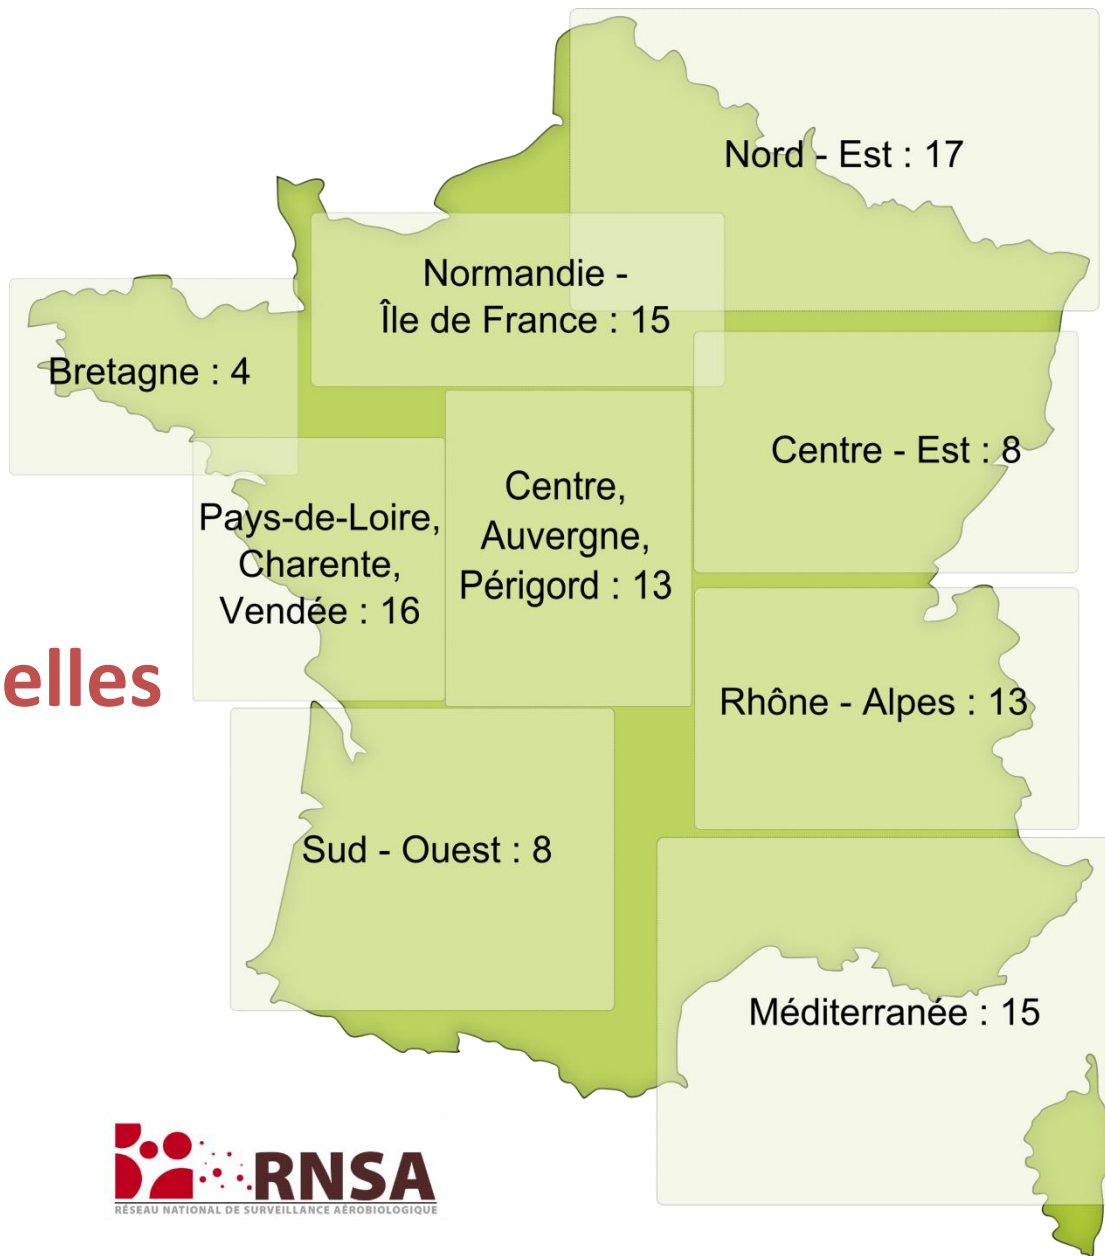 Nord - Est : 17
Normandie -
Île de France : 15
Bretagne : 4
Centre - Est : 8
Centre,
Auvergne,
Périgord : 13
Pays-de-Loire,
Charente,
Vendée : 16
elles
Rhône - Alpes : 13
Sud - Ouest : 8
Méditerranée : 15
RNSA
RÉSEAU NATIONAL DE SURVEILLANCE AÉROBIOLOGIQUE